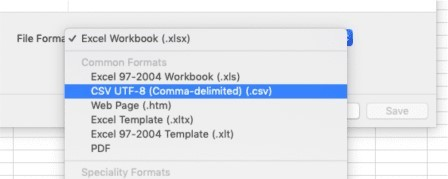 File Forma ✓ Excel Workbook (.xlsx)
Common Formats
Excel 97-2004 Workbook (.xls)
CSV UTF-8 (Comma-delimited) (.csv)
Web Page (.htm)
Excel Template (.xltx)
Save
Excel 97-2004 Template (.xlt)
PDF
Speciality Formats